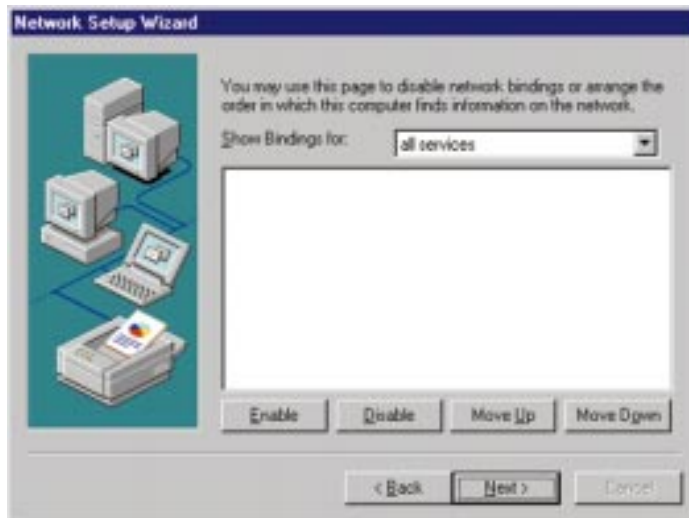 Network Setup Wizard
You may use this page to disable network bindings or arrange the
order in which this computer finds information on the network.
Show Bindings for:
all services
Enable
Disable
Move Up
Move Down
< Back
Next >
Cancel